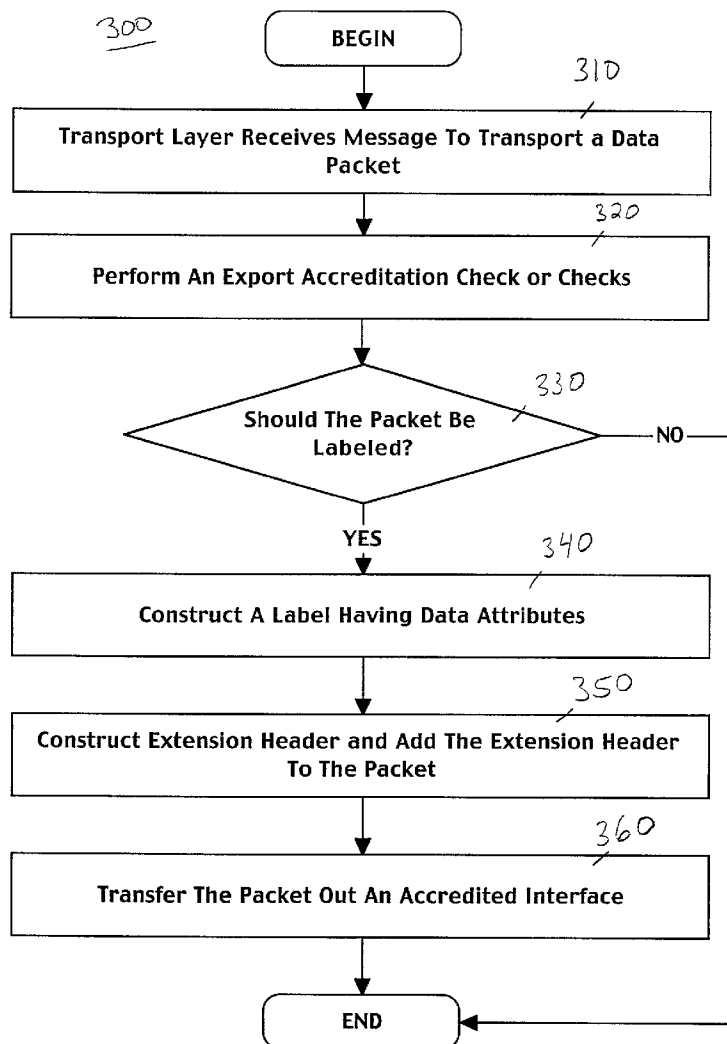 300
BEGIN
310
Transport Layer Receives Message To Transport a Data
Packet
320
Perform An Export Accreditation Check or Checks
330
Should The Packet Be
Labeled?
NO
YES
340
Construct A Label Having Data Attributes
350
Construct Extension Header and Add The Extension Header
To The Packet
360
Transfer The Packet Out An Accredited Interface
END